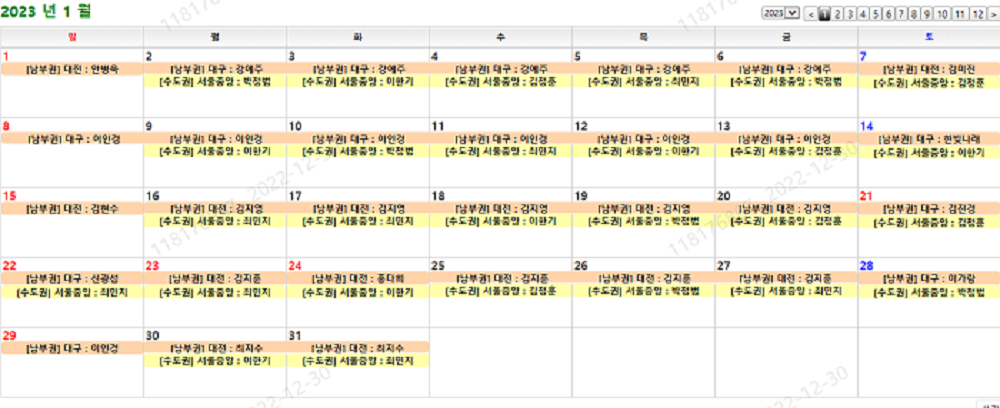 2023 년 1 월
2023 < 1 2 3 4 5 6 7 8 9 10 11 12 >
일 월 화 수 목 금 토
1 2 3 4 5 6 7
[남부권] 대전 : 안병욱 [남부권] 대구 : 강예주 [남부권] 대구 : 강예주 [남부권] 대구 : 강예주 [남부권] 대구 : 강예주 [남부권] 대구 : 강예주 [남부권] 대전 : 김미진
[수도권] 서울중앙 : 박정범 [수도권] 서울중앙 : 이한기 [수도권] 서울중앙 : 김정훈 [수도권] 서울중앙 : 최민지 [수도권] 서울중앙 : 박정범 [수도권] 서울중앙 : 김정훈
8 9 10 11 12 13 14
[남부권] 대구 : 이인경 [남부권] 대구 : 이인경 [남부권] 대구 : 이인경 [남부권] 대구 : 이인경 [남부권] 대구 : 이인경 [남부권] 대구 : 이인경 [남부권] 대구 : 한빛나래
[수도권] 서울중앙 : 이한기 [수도권] 서울중앙 : 박정범 [수도권] 서울중앙 : 최민지 [수도권] 서울중앙 : 이한기 [수도권] 서울중앙 : 김정훈 [수도권] 서울중앙 : 이한기
15 16 17 18 19 20 21
[남부권] 대전 : 김현수 [남부권] 대전 : 김지영 [남부권] 대전 : 김지영 [남부권] 대전 : 김지영 [남부권] 대전 : 김지영 [남부권] 대전 : 김지영 [남부권] 대구 : 김진경
[수도권] 서울중앙 : 최민지 [수도권] 서울중앙 : 최민지 [수도권] 서울중앙 : 이한기 [수도권] 서울중앙 : 박정범 [수도권] 서울중앙 : 김정훈 [수도권] 서울중앙 : 김정훈
22 23 24 25 26 27 28
[남부권] 대구 : 신광섭 [남부권] 대전 : 김지훈 [남부권] 대전 : 홍다희 [남부권] 대전 : 김지훈 [남부권] 대전 : 김지훈 [남부권] 대전 : 김지훈 [남부권] 대구 : 이가람
[수도권] 서울중앙 : 최민지 [수도권] 서울중앙 : 최민지 [수도권] 서울중앙 : 이한기 [수도권] 서울중앙 : 김정훈 [수도권] 서울중앙 : 박정범 [수도권] 서울중앙 : 최민지 [수도권] 서울중앙 : 박정범
29 30 31
[남부권] 대구 : 이인경 [남부권] 대전 : 최지수 [남부권] 대전 : 최지수
[수도권] 서울중앙 : 이한기 [수도권] 서울중앙 : 최민지